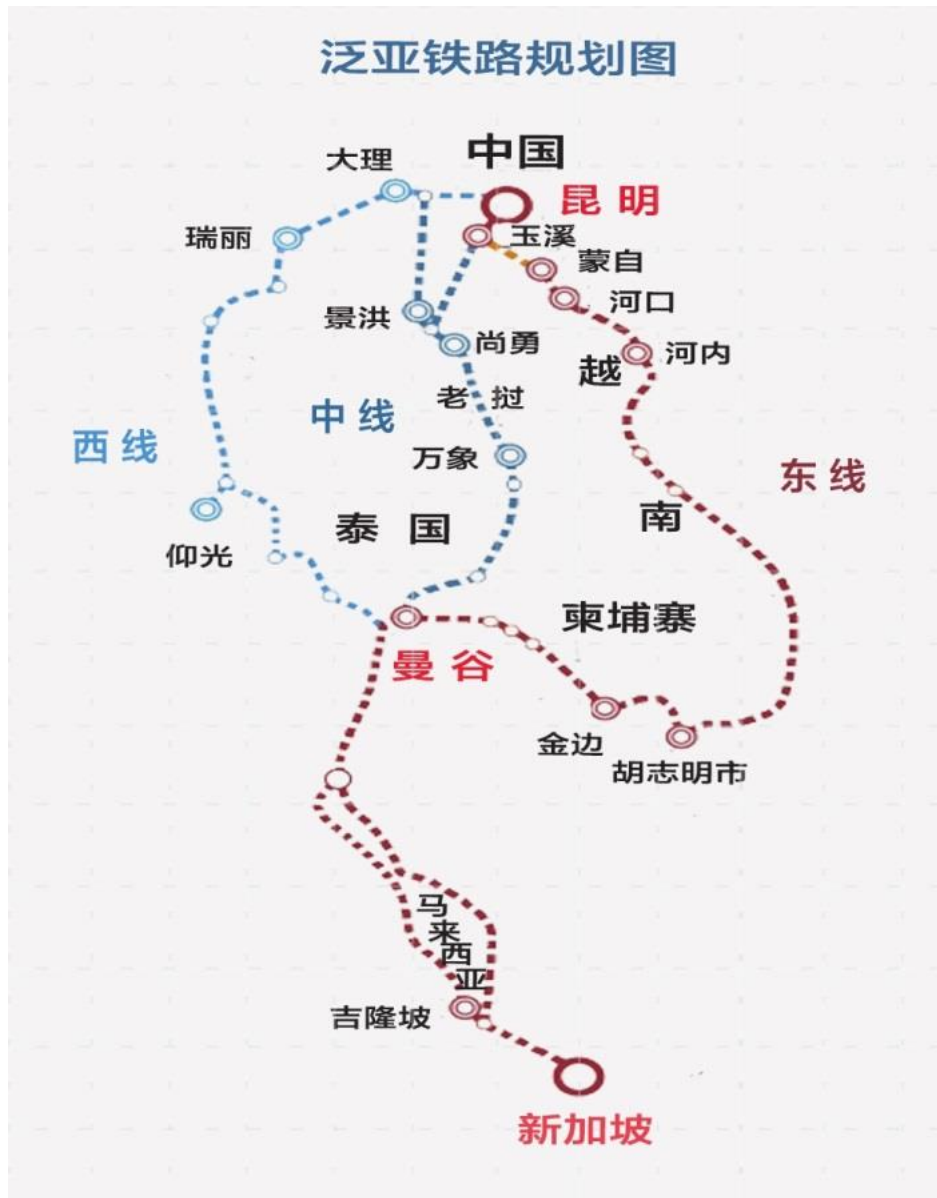 泛亚铁路规划图
中国
大理
昆明
瑞丽
玉溪
蒙自
河口
景洪
尚勇
河内
越
老挝
中线
西线
万象
东线
南
泰国
仰光
柬埔寨
曼谷
金边
胡志明市
马
来
西
亚
吉隆坡
新加坡